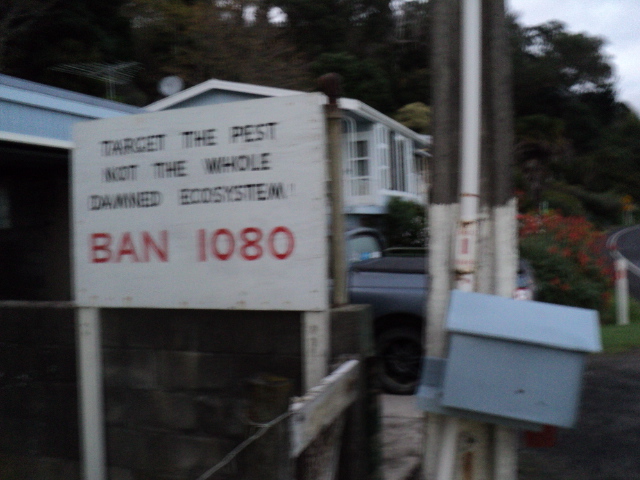 TARGET THE PEST
NOT THE WHOLE
DAMNED ECOSYSTEM!
BAN 1080